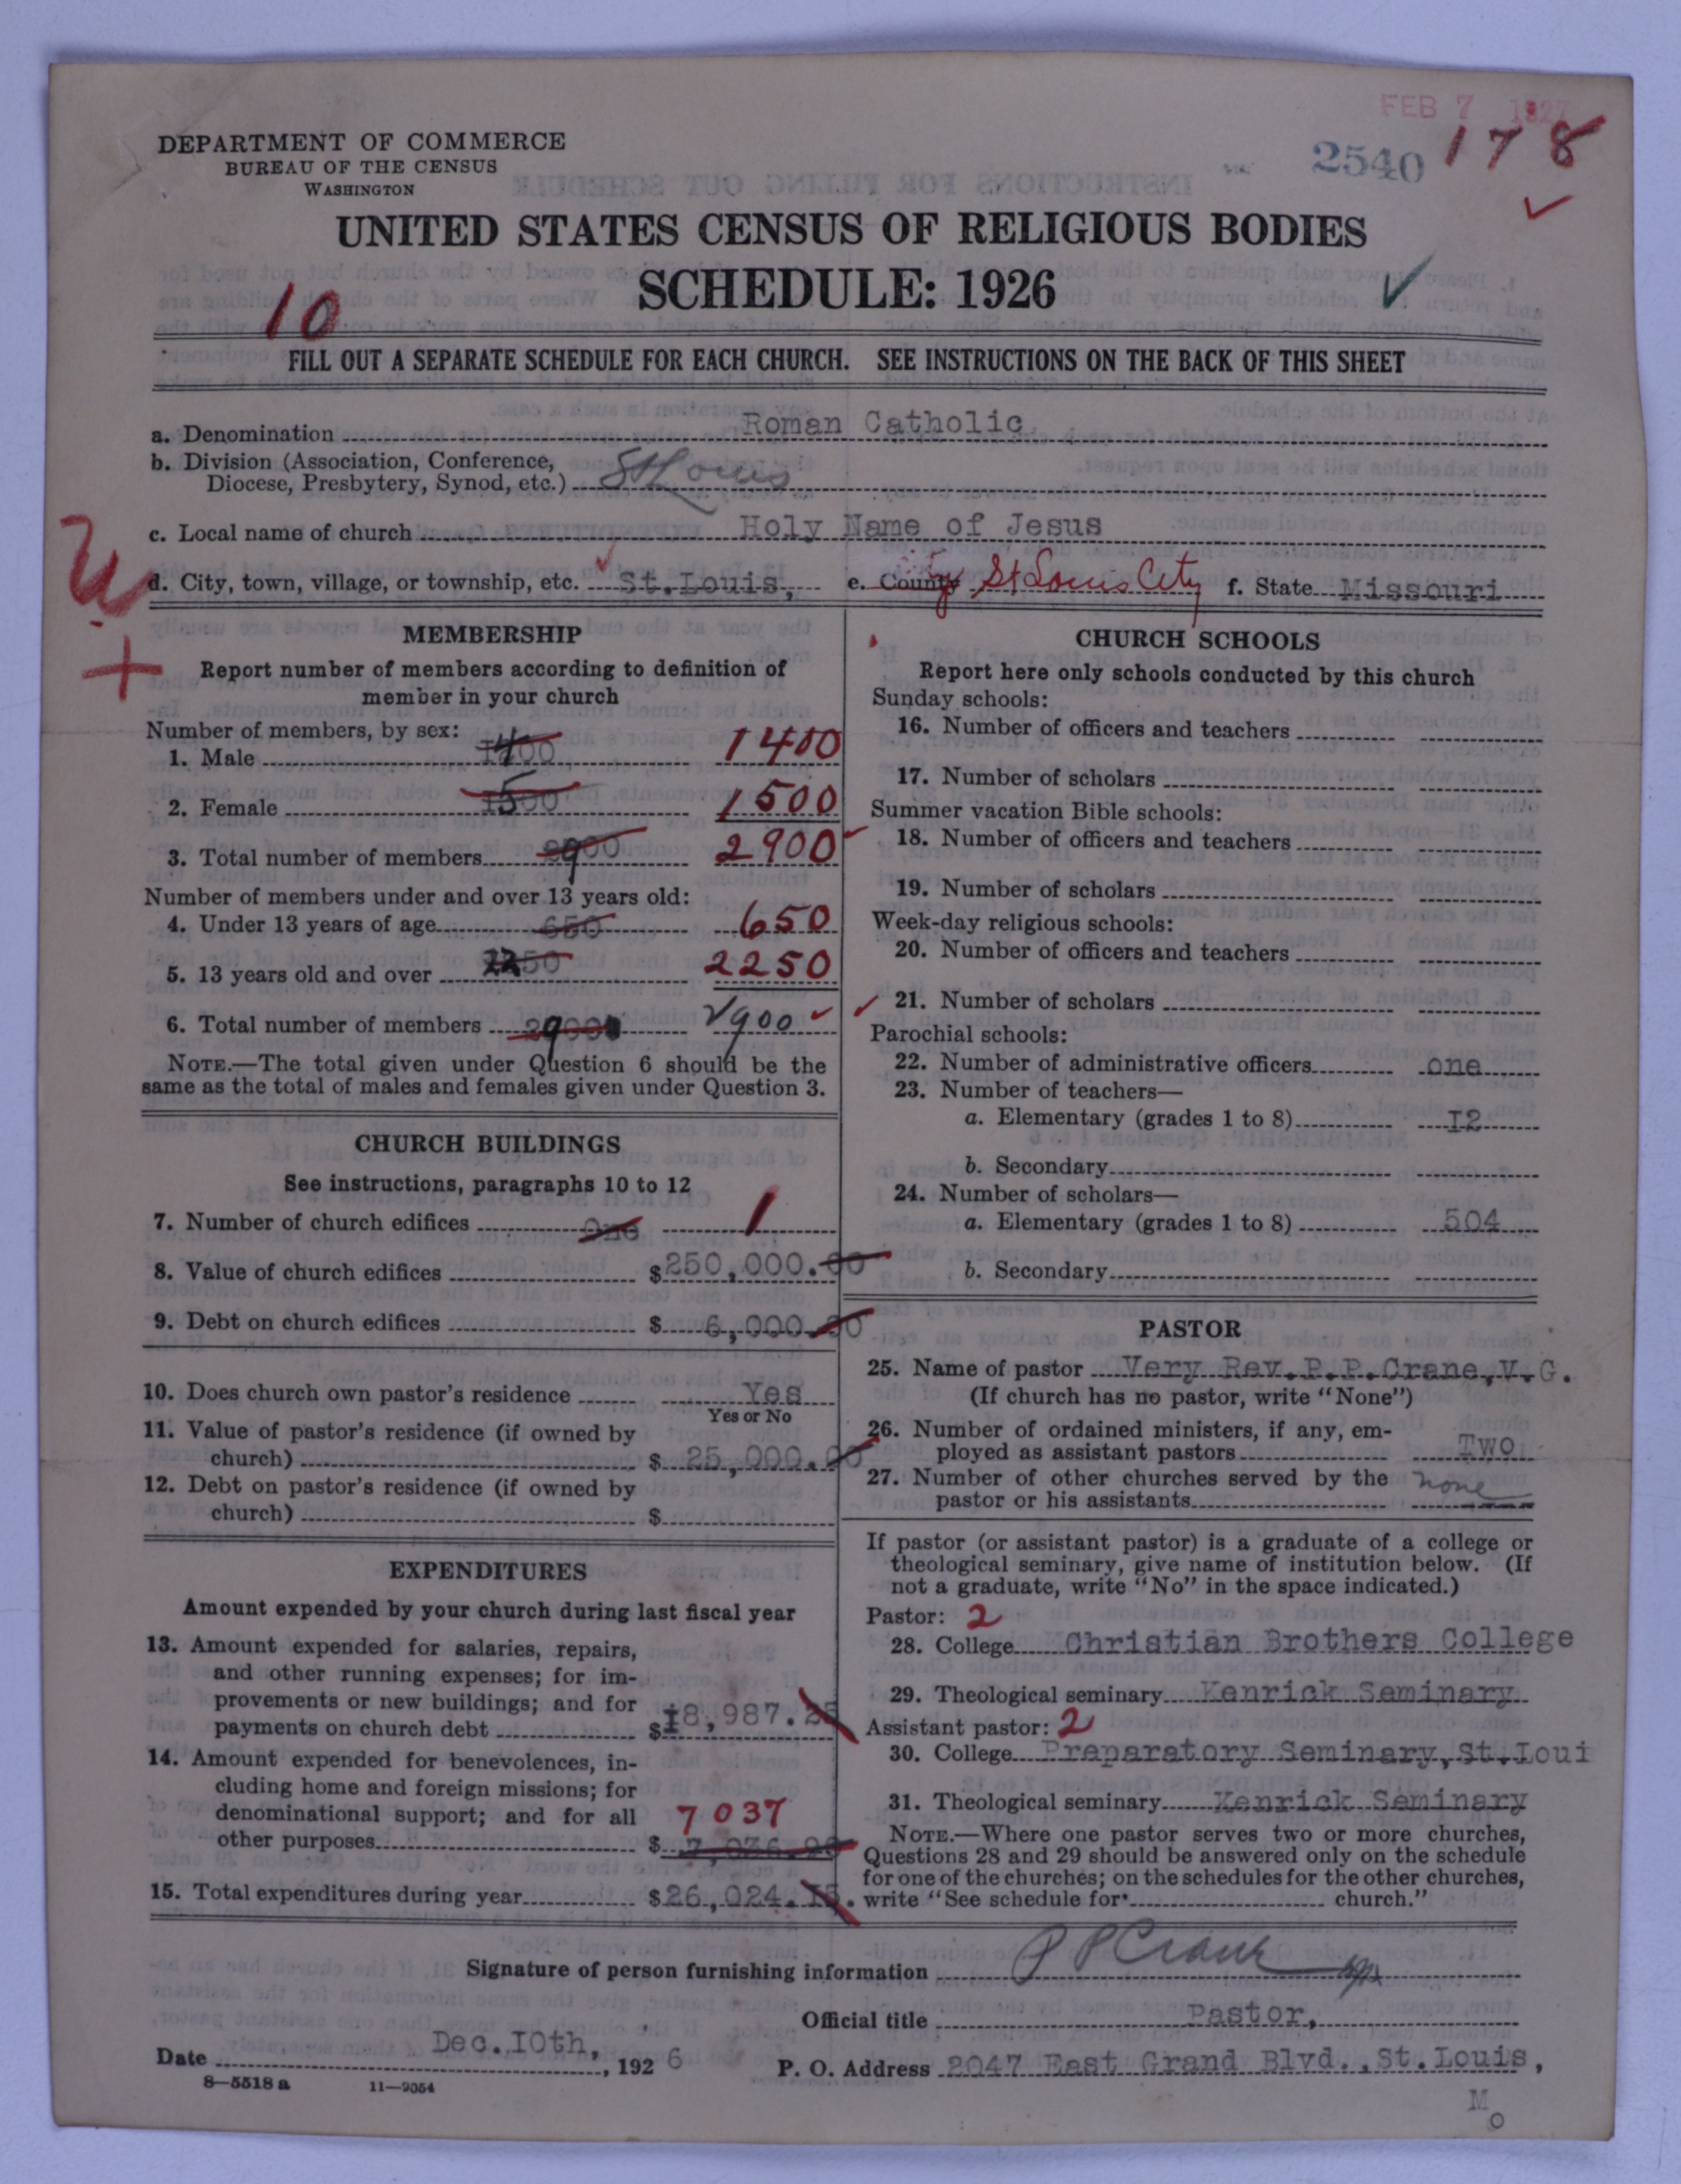 FEB 7 1927
2540 178
DEPARTMENT OF COMMERCE
BUREAU OF THE CENSUS
WASHINGTON
UNITED STATES CENSUS OF RELIGIOUS BODIES
SCHEDULE: 1926
10
FILL OUT A SEPARATE SCHEDULE FOR EACH CHURCH. SEE INSTRUCTIONS ON THE BACK OF THIS SHEET
a. Denomination Roman Catholic
b. Division (Association, Conference,
Diocese, Presbytery, Synod, etc.) St Louis
c. Local name of church Holy Name of Jesus
d. City, town, village, or township, etc. St.Louis, e. County St Louis City f. State Missouri
MEMBERSHIP
Report number of members according to definition of
member in your church
Number of members, by sex:
1. Male 1400 1400
2. Female 1500 1500
3. Total number of members 2900 2900
Number of members under and over 13 years old:
4. Under 13 years of age 650 650
5. 13 years old and over 2250 2250
6. Total number of members 2900 2900
NOTE.—The total given under Question 6 should be the
same as the total of males and females given under Question 3.
CHURCH BUILDINGS
See instructions, paragraphs 10 to 12
7. Number of church edifices One 1
8. Value of church edifices $250,000.00
9. Debt on church edifices $ 6,000.00
10. Does church own pastor's residence Yes
Yes or No
11. Value of pastor's residence (if owned by
church) $ 25,000.00
12. Debt on pastor's residence (if owned by
church) $
EXPENDITURES
Amount expended by your church during last fiscal year
13. Amount expended for salaries, repairs,
and other running expenses; for im-
provements or new buildings; and for
payments on church debt $I8,987.25
14. Amount expended for benevolences, in-
cluding home and foreign missions; for
denominational support; and for all 7037
other purposes $ 7,036.90
15. Total expenditures during year $26,024.I5.
CHURCH SCHOOLS
Report here only schools conducted by this church
Sunday schools:
16. Number of officers and teachers
17. Number of scholars
Summer vacation Bible schools:
18. Number of officers and teachers
19. Number of scholars
Week-day religious schools:
20. Number of officers and teachers
21. Number of scholars
Parochial schools:
22. Number of administrative officers one
23. Number of teachers—
a. Elementary (grades 1 to 8) I2
b. Secondary
24. Number of scholars—
a. Elementary (grades 1 to 8) 504
b. Secondary
PASTOR
25. Name of pastor Very Rev.P.P.Crane,V.G.
(If church has no pastor, write "None")
26. Number of ordained ministers, if any, em-
ployed as assistant pastors Two
27. Number of other churches served by the none
pastor or his assistants
If pastor (or assistant pastor) is a graduate of a college or
theological seminary, give name of institution below. (If
not a graduate, write "No" in the space indicated.)
Pastor: 2
28. College Christian Brothers College
29. Theological seminary Kenrick Seminary
Assistant pastor: 2
30. College Preparatory Seminary,St.Loui
31. Theological seminary Kenrick Seminary
NOTE.—Where one pastor serves two or more churches,
Questions 28 and 29 should be answered only on the schedule
for one of the churches; on the schedules for the other churches,
write "See schedule for church."
Signature of person furnishing information P P Crane
Official title Pastor,
Date Dec.IOth, , 1926 P. O. Address 2047 East Grand Blvd.,St.Louis,
8—5518 a 11—9054
Mo